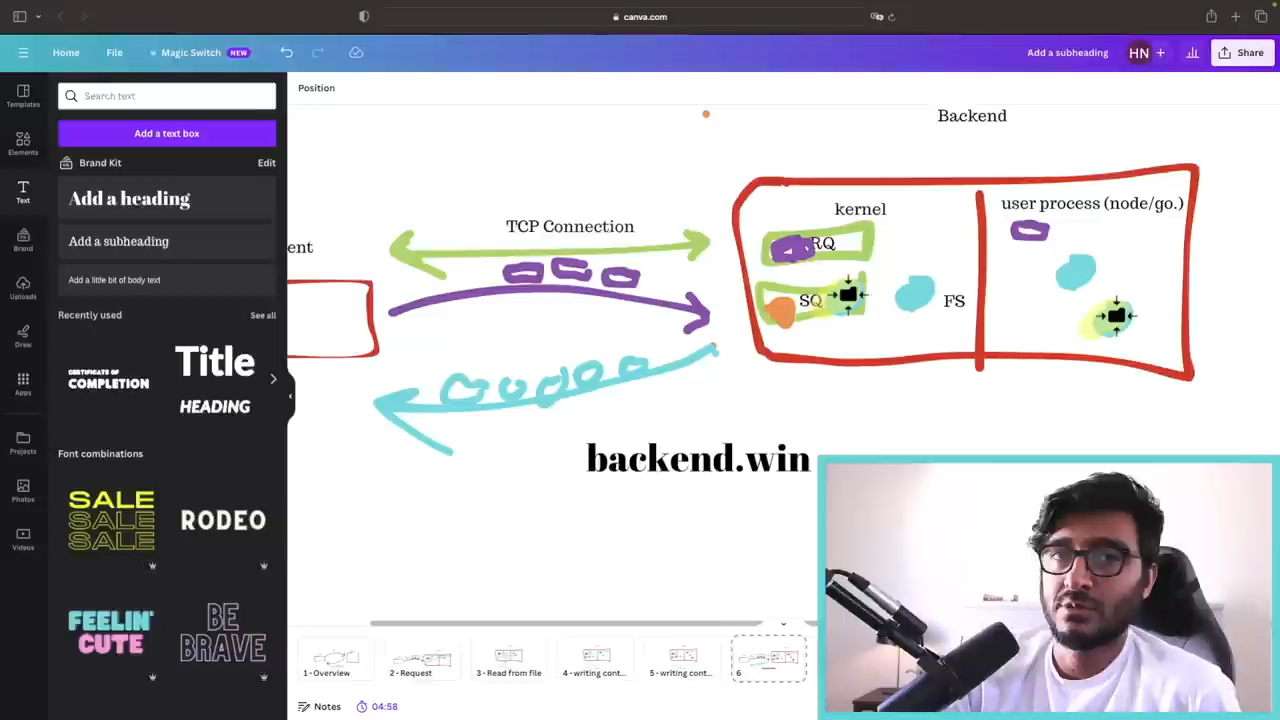 canva.com
Home
File
Magic Switch
NEW
Add a subheading
HN
Share
Search text
Position
Add a text box
Brand Kit
Edit
Add a heading
Add a subheading
Add a little bit of body text
Recently used
See all
CERTIFICATE OF
COMPLETION
Title
HEADING
Font combinations
SALE
SALE
SALE
RODEO
FEELIN'
CUTE
BE
BRAVE
Templates
Elements
Text
Brand
Uploads
Draw
Apps
Projects
Photos
Videos
Backend
ent
TCP Connection
kernel
user process (node/go.)
RQ
SQ
FS
backend.win
1 - Overview
2 - Request
3 - Read from file
4 - writing cont...
5 - writing cont...
6
Notes
04:58